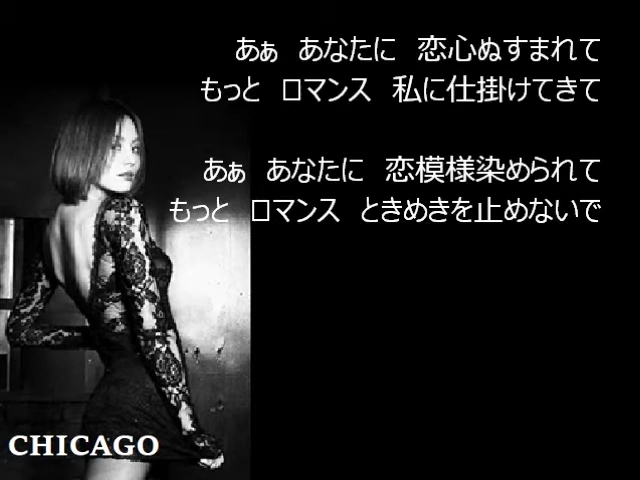 あぁ　あなたに　恋心ぬすまれて
もっと　ロマンス　私に仕掛けてきて
あぁ　あなたに　恋模様染められて
もっと　ロマンス　ときめきを止めないで
CHICAGO